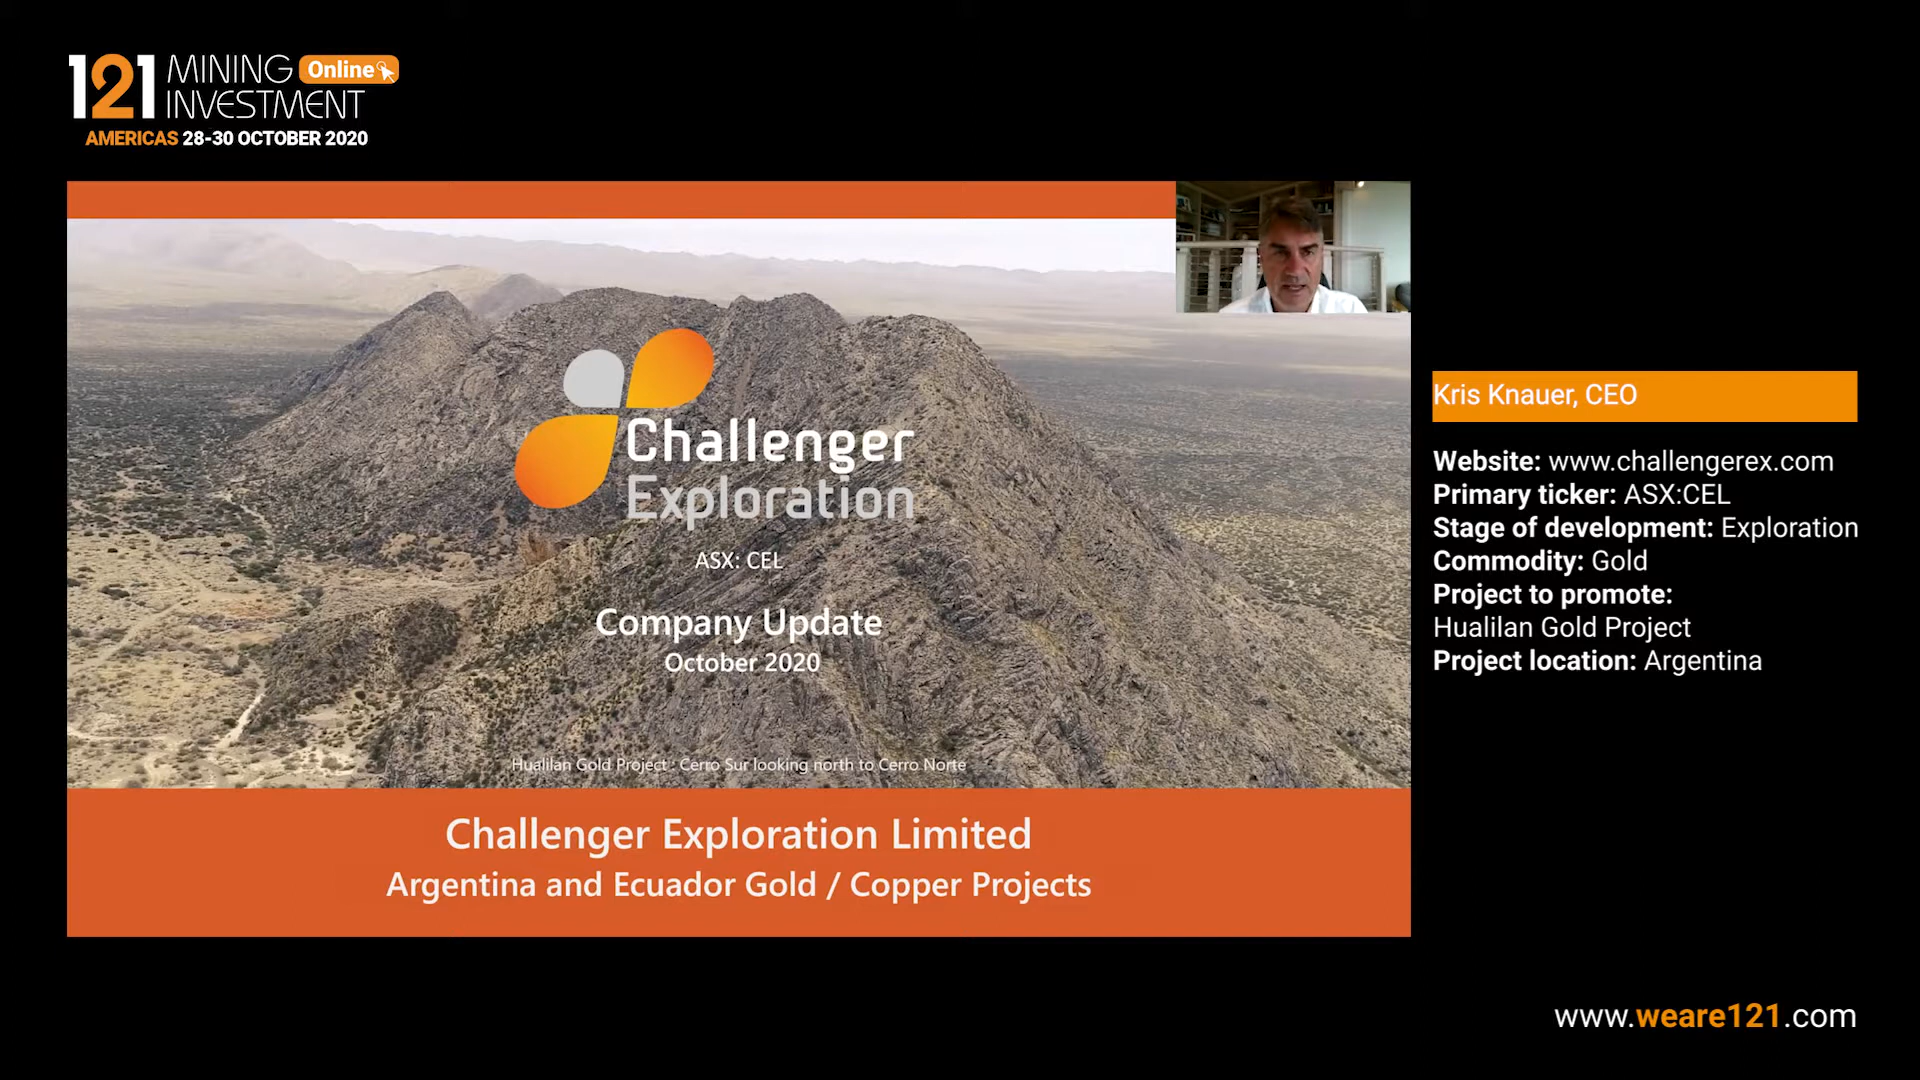 121 MINING Online
INVESTMENT
AMERICAS 28-30 OCTOBER 2020
Challenger
Exploration
ASX: CEL
Company Update
October 2020
Hualilan Gold Project : Cerro Sur looking north to Cerro Norte
Challenger Exploration Limited
Argentina and Ecuador Gold / Copper Projects
Kris Knauer, CEO
Website: www.challengerex.com
Primary ticker: ASX:CEL
Stage of development: Exploration
Commodity: Gold
Project to promote:
Hualilan Gold Project
Project location: Argentina
www.weare121.com